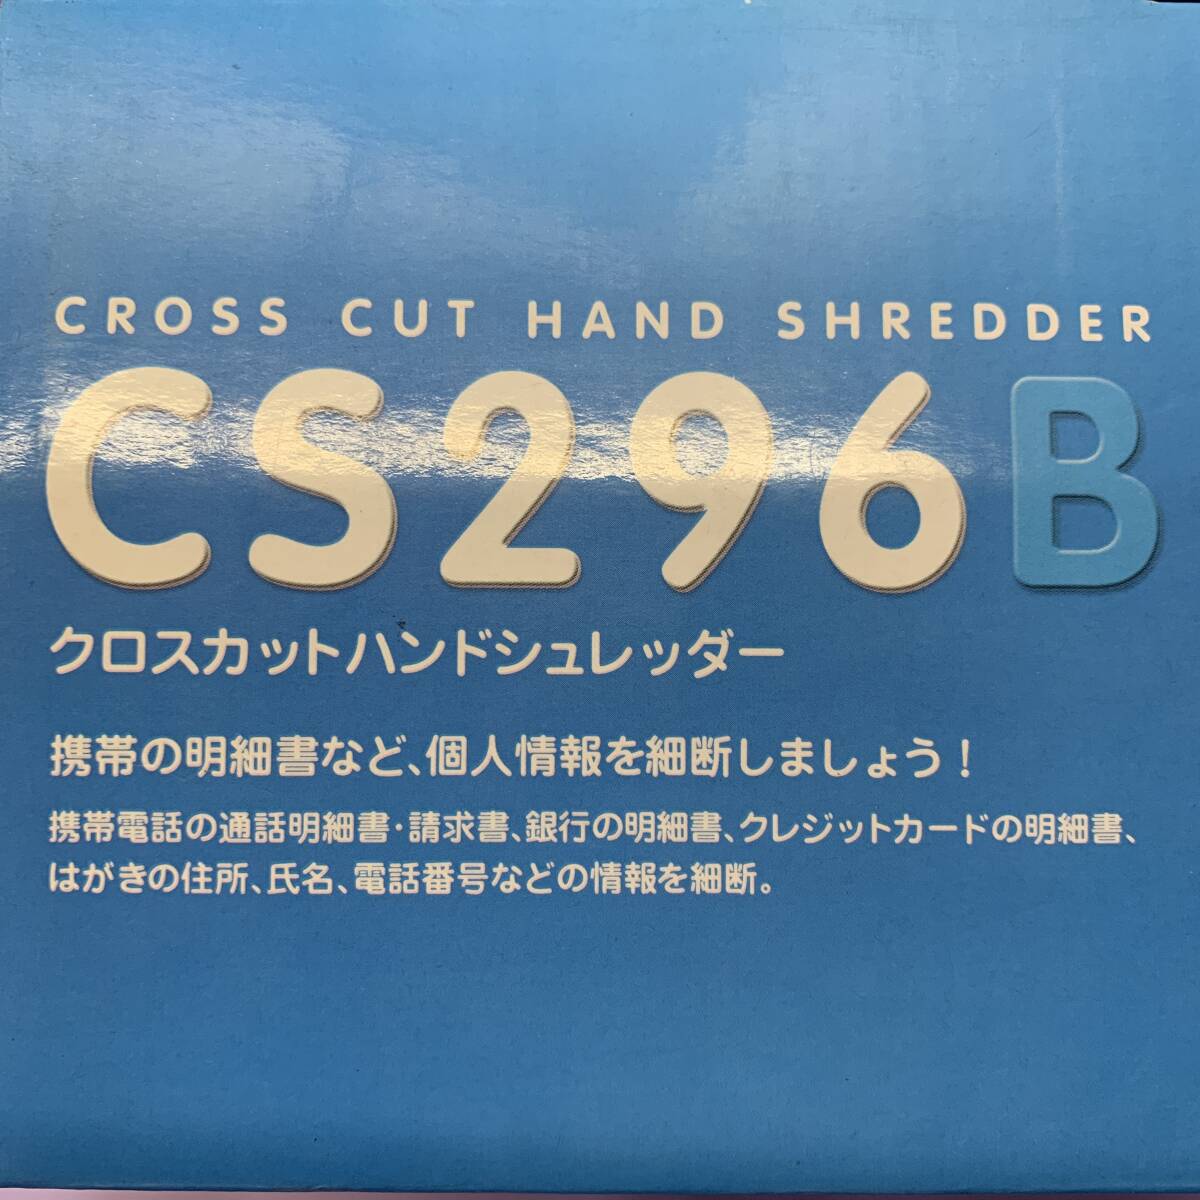 CROSS CUT HAND SHREDDER
CS296B
クロスカットハンドシュレッダー
携帯の明細書など、個人情報を細断しましょう！
携帯電話の通話明細書・請求書、銀行の明細書、クレジットカードの明細書、
はがきの住所、氏名、電話番号などの情報を細断。